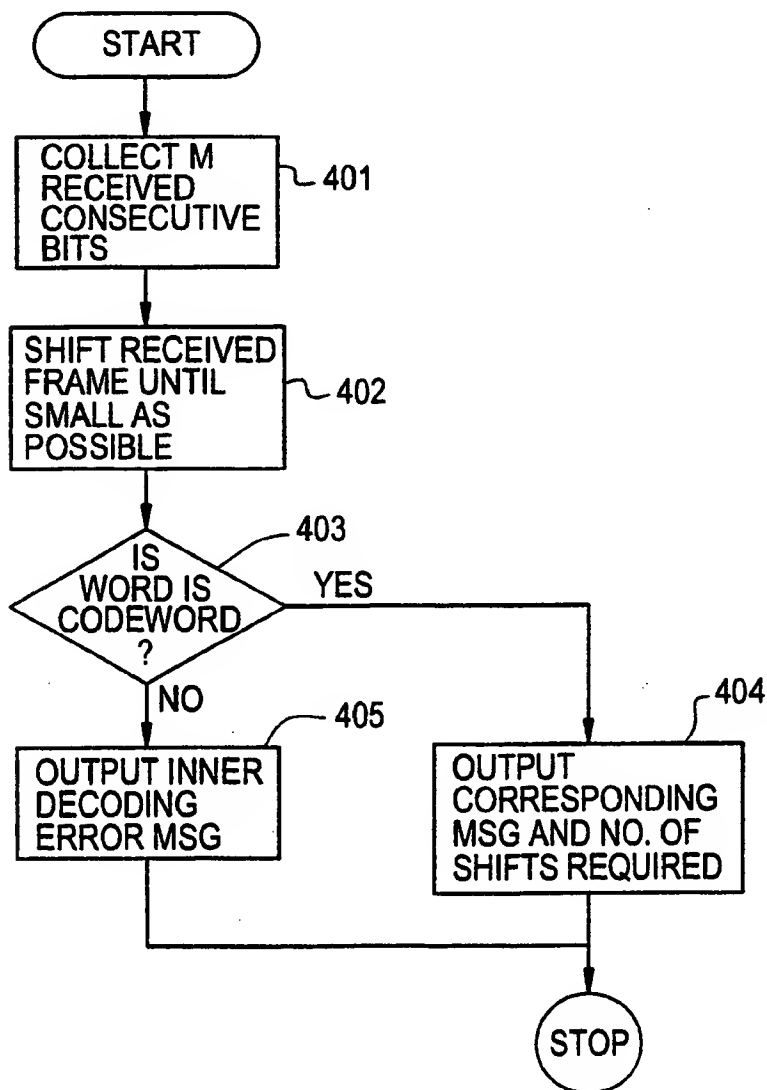 START
COLLECT M
RECEIVED
CONSECUTIVE
BITS
401
SHIFT RECEIVED
FRAME UNTIL
SMALL AS
POSSIBLE
402
403
IS
WORD IS
CODEWORD
?
YES
NO
405
OUTPUT INNER
DECODING
ERROR MSG
404
OUTPUT
CORRESPONDING
MSG AND NO. OF
SHIFTS REQUIRED
STOP